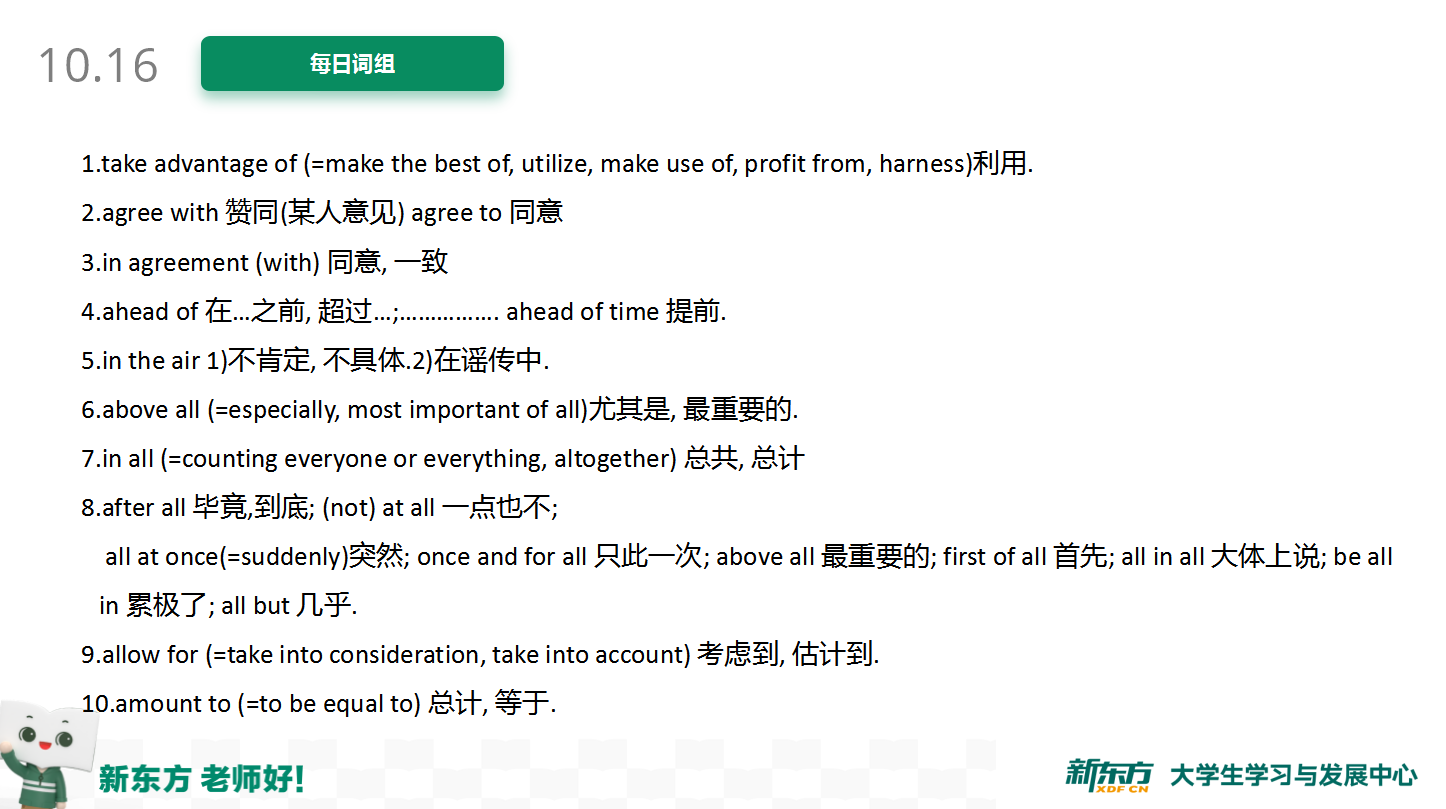 10.16
每日词组
1.take advantage of (=make the best of, utilize, make use of, profit from, harness)利用.
2.agree with 赞同(某人意见) agree to 同意
3.in agreement (with) 同意, 一致
4.ahead of 在…之前, 超过…;……………. ahead of time 提前.
5.in the air 1)不肯定, 不具体.2)在谣传中.
6.above all (=especially, most important of all)尤其是, 最重要的.
7.in all (=counting everyone or everything, altogether) 总共, 总计
8.after all 毕竟,到底; (not) at all 一点也不;
all at once(=suddenly)突然; once and for all 只此一次; above all 最重要的; first of all 首先; all in all 大体上说; be all
in 累极了; all but 几乎.
9.allow for (=take into consideration, take into account) 考虑到, 估计到.
10.amount to (=to be equal to) 总计, 等于.
新东方 老师好!
新东方 XDF.CN 大学生学习与发展中心